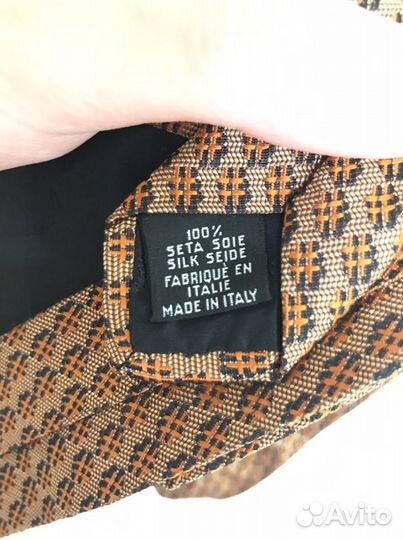 100%
SETA SOIE
SILK SEIDE
FABRIQUÉ EN
ITALIE
MADE IN ITALY
Avito